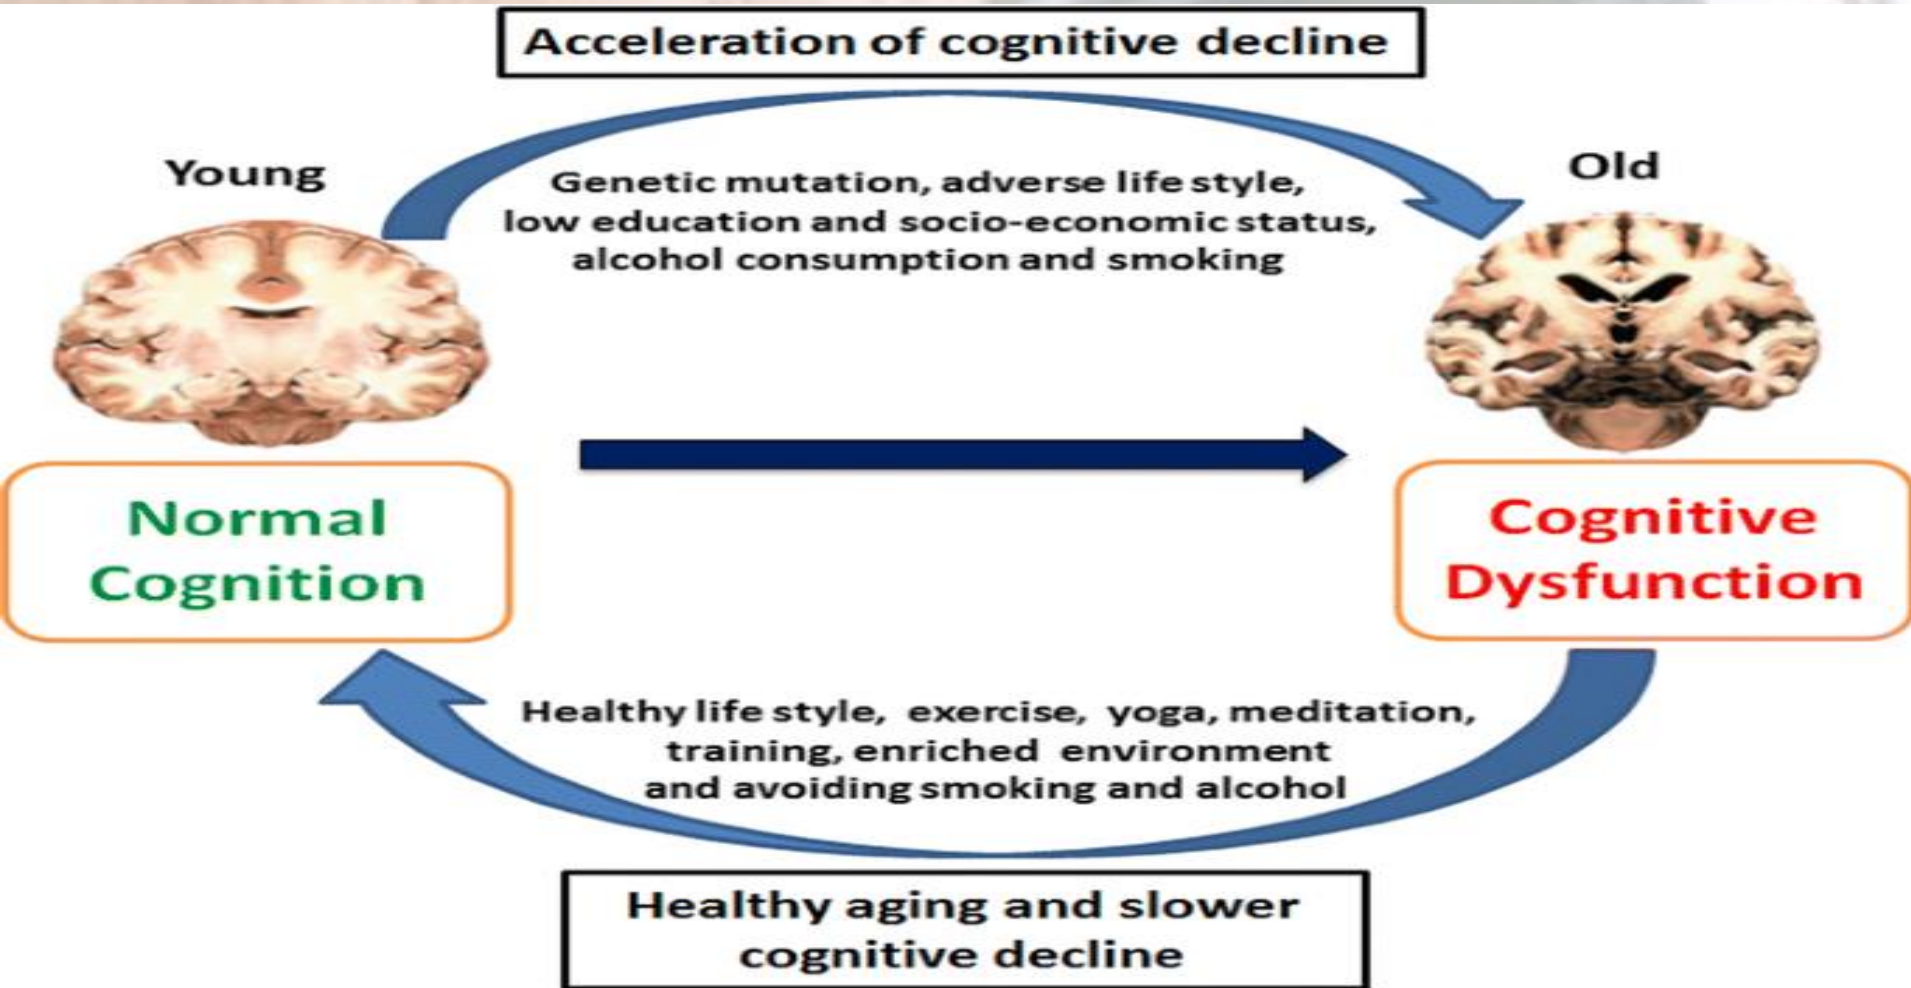 Acceleration of cognitive decline
Young
Old
Genetic mutation, adverse life style,
low education and socio-economic status,
alcohol consumption and smoking
Normal
Cognition
Cognitive
Dysfunction
Healthy life style, exercise, yoga, meditation,
training, enriched environment
and avoiding smoking and alcohol
Healthy aging and slower
cognitive decline